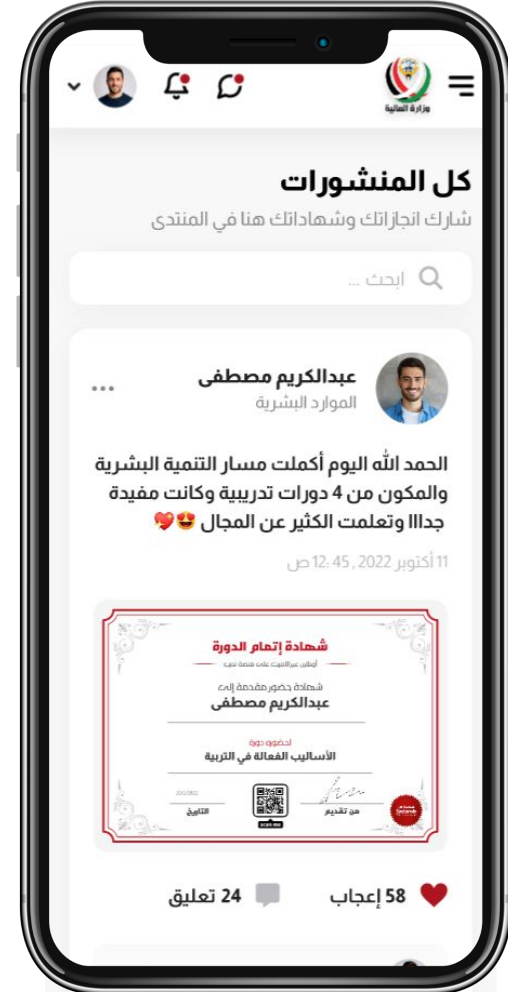 وزارة المالية
كل المنشورات
شارك انجازاتك وشهاداتك هنا في المنتدى
ابحث ...
عبدالكريم مصطفى
الموارد البشرية
الحمد الله اليوم أكملت مسار التنمية البشرية
والمكون من 4 دورات تدريبية وكانت مفيدة
جدااا وتعلمت الكثير عن المجال 😍💖
11 أكتوبر 2022 , 12:45 ص
شهادة إتمام الدورة
شهادة حضور مقدمة إلى
عبدالكريم مصطفى
لحضوره دورة
الأساليب الفعالة في التربية
من تقديم
التاريخ
58 إعجاب
24 تعليق